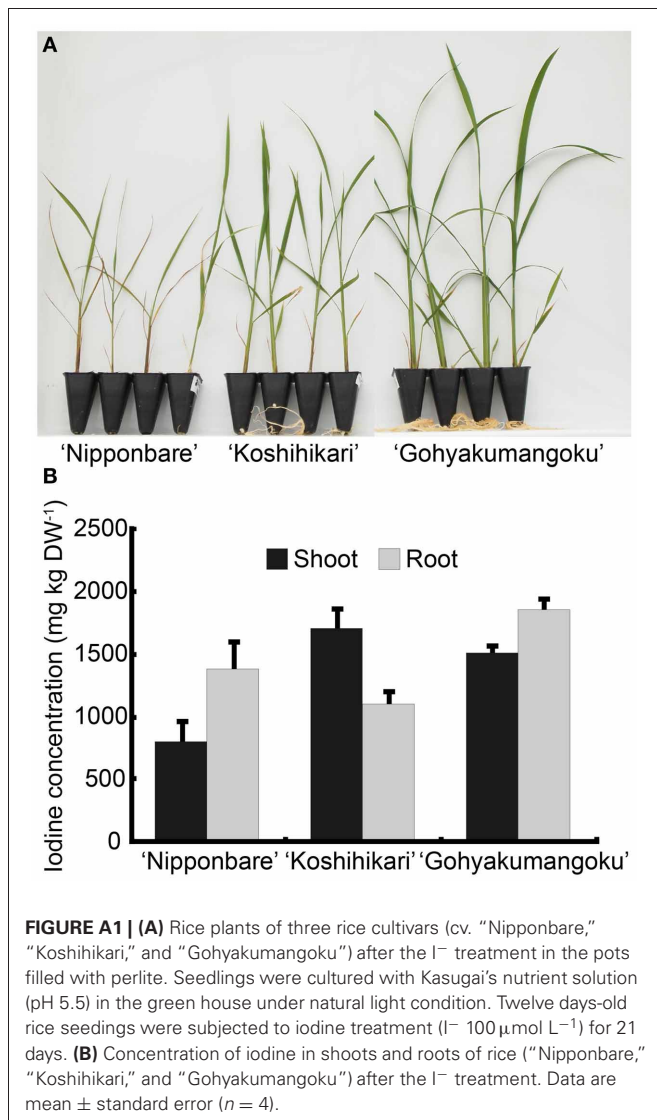 A
'Nipponbare' 'Koshihikari' 'Gohyakumangoku'
B
Iodine concentration (mg kg DW-1)
2500
2000
1500
1000
500
0
Shoot Root
'Nipponbare' 'Koshihikari' 'Gohyakumangoku'
FIGURE A1 | (A) Rice plants of three rice cultivars (cv. “Nipponbare,”
“Koshihikari,” and “Gohyakumangoku”) after the I− treatment in the pots
filled with perlite. Seedlings were cultured with Kasugai’s nutrient solution
(pH 5.5) in the green house under natural light condition. Twelve days-old
rice seedings were subjected to iodine treatment (I− 100 μmol L−1) for 21
days. (B) Concentration of iodine in shoots and roots of rice (“Nipponbare,”
“Koshihikari,” and “Gohyakumangoku”) after the I− treatment. Data are
mean ± standard error (n = 4).